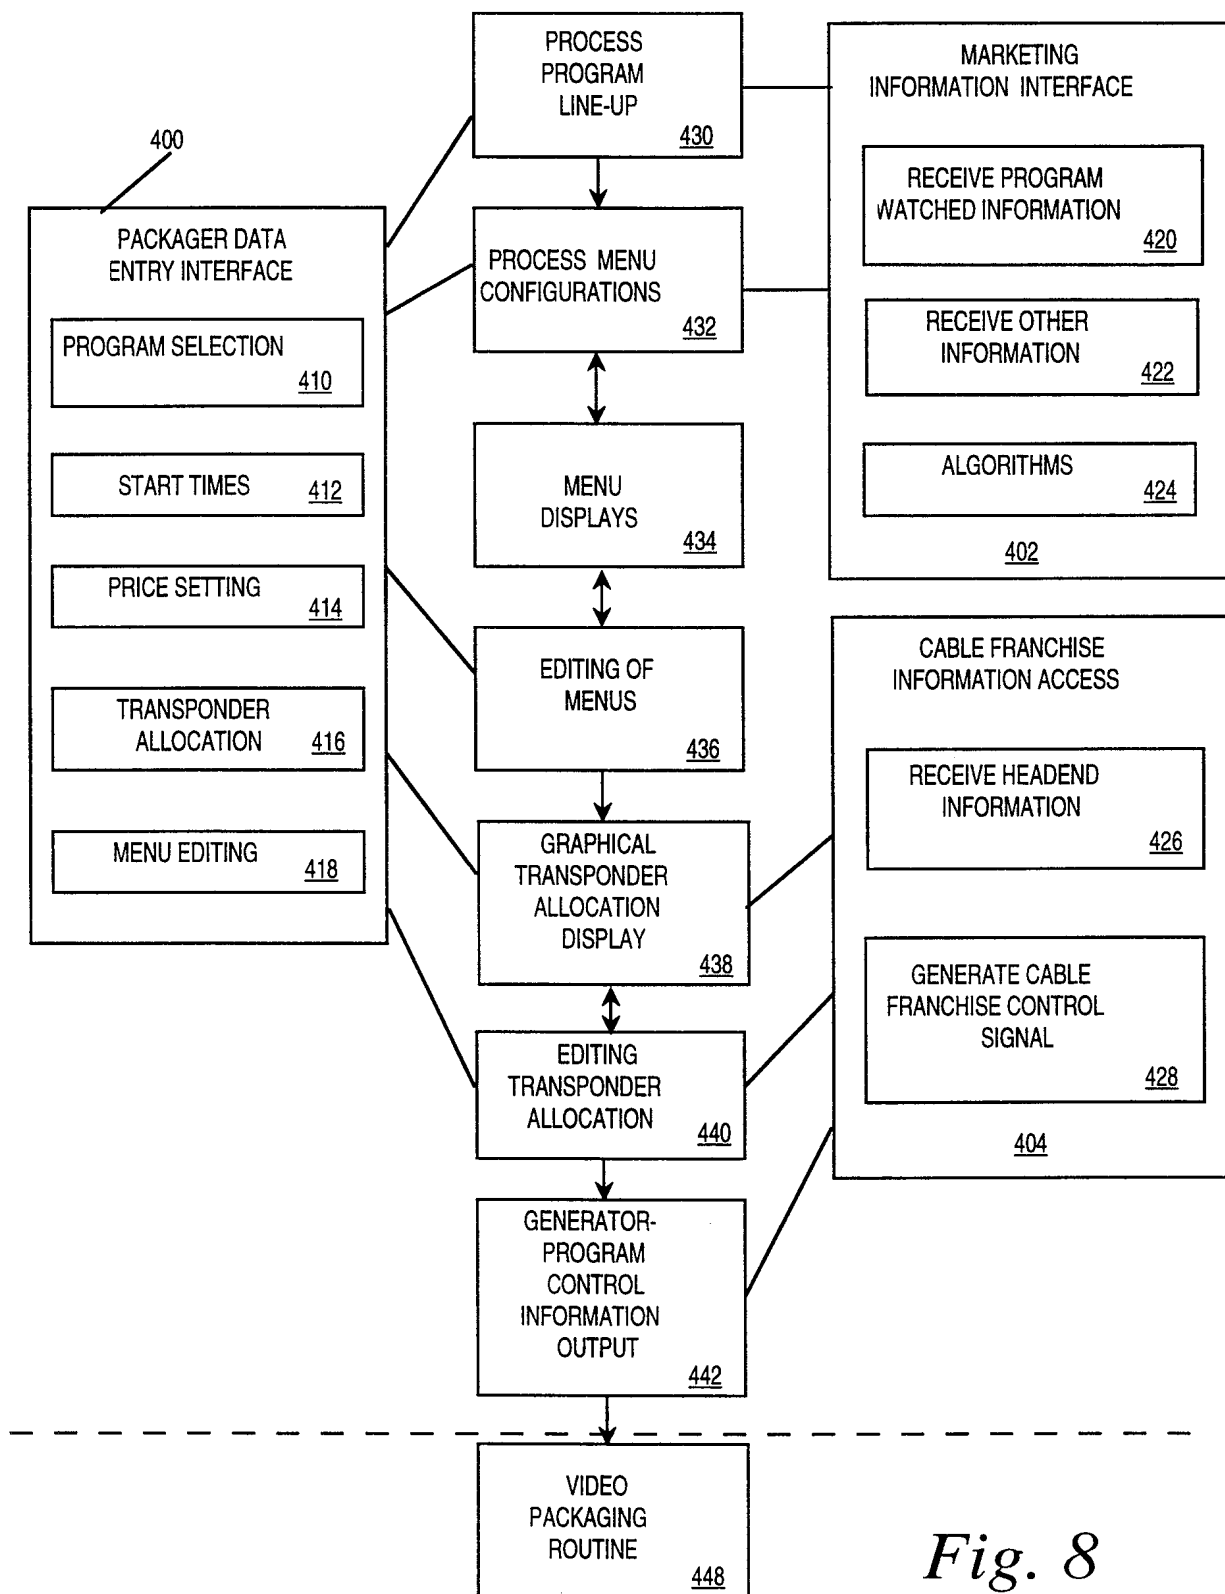 400
PACKAGER DATA
ENTRY INTERFACE
PROGRAM SELECTION
410
START TIMES
412
PRICE SETTING
414
TRANSPONDER
ALLOCATION
416
MENU EDITING
418
PROCESS
PROGRAM
LINE-UP
430
PROCESS MENU
CONFIGURATIONS
432
MENU
DISPLAYS
434
EDITING OF
MENUS
436
GRAPHICAL
TRANSPONDER
ALLOCATION
DISPLAY
438
EDITING
TRANSPONDER
ALLOCATION
440
GENERATOR-
PROGRAM
CONTROL
INFORMATION
OUTPUT
442
VIDEO
PACKAGING
ROUTINE
448
MARKETING
INFORMATION INTERFACE
RECEIVE PROGRAM
WATCHED INFORMATION
420
RECEIVE OTHER
INFORMATION
422
ALGORITHMS
424
402
CABLE FRANCHISE
INFORMATION ACCESS
RECEIVE HEADEND
INFORMATION
426
GENERATE CABLE
FRANCHISE CONTROL
SIGNAL
428
404
Fig. 8